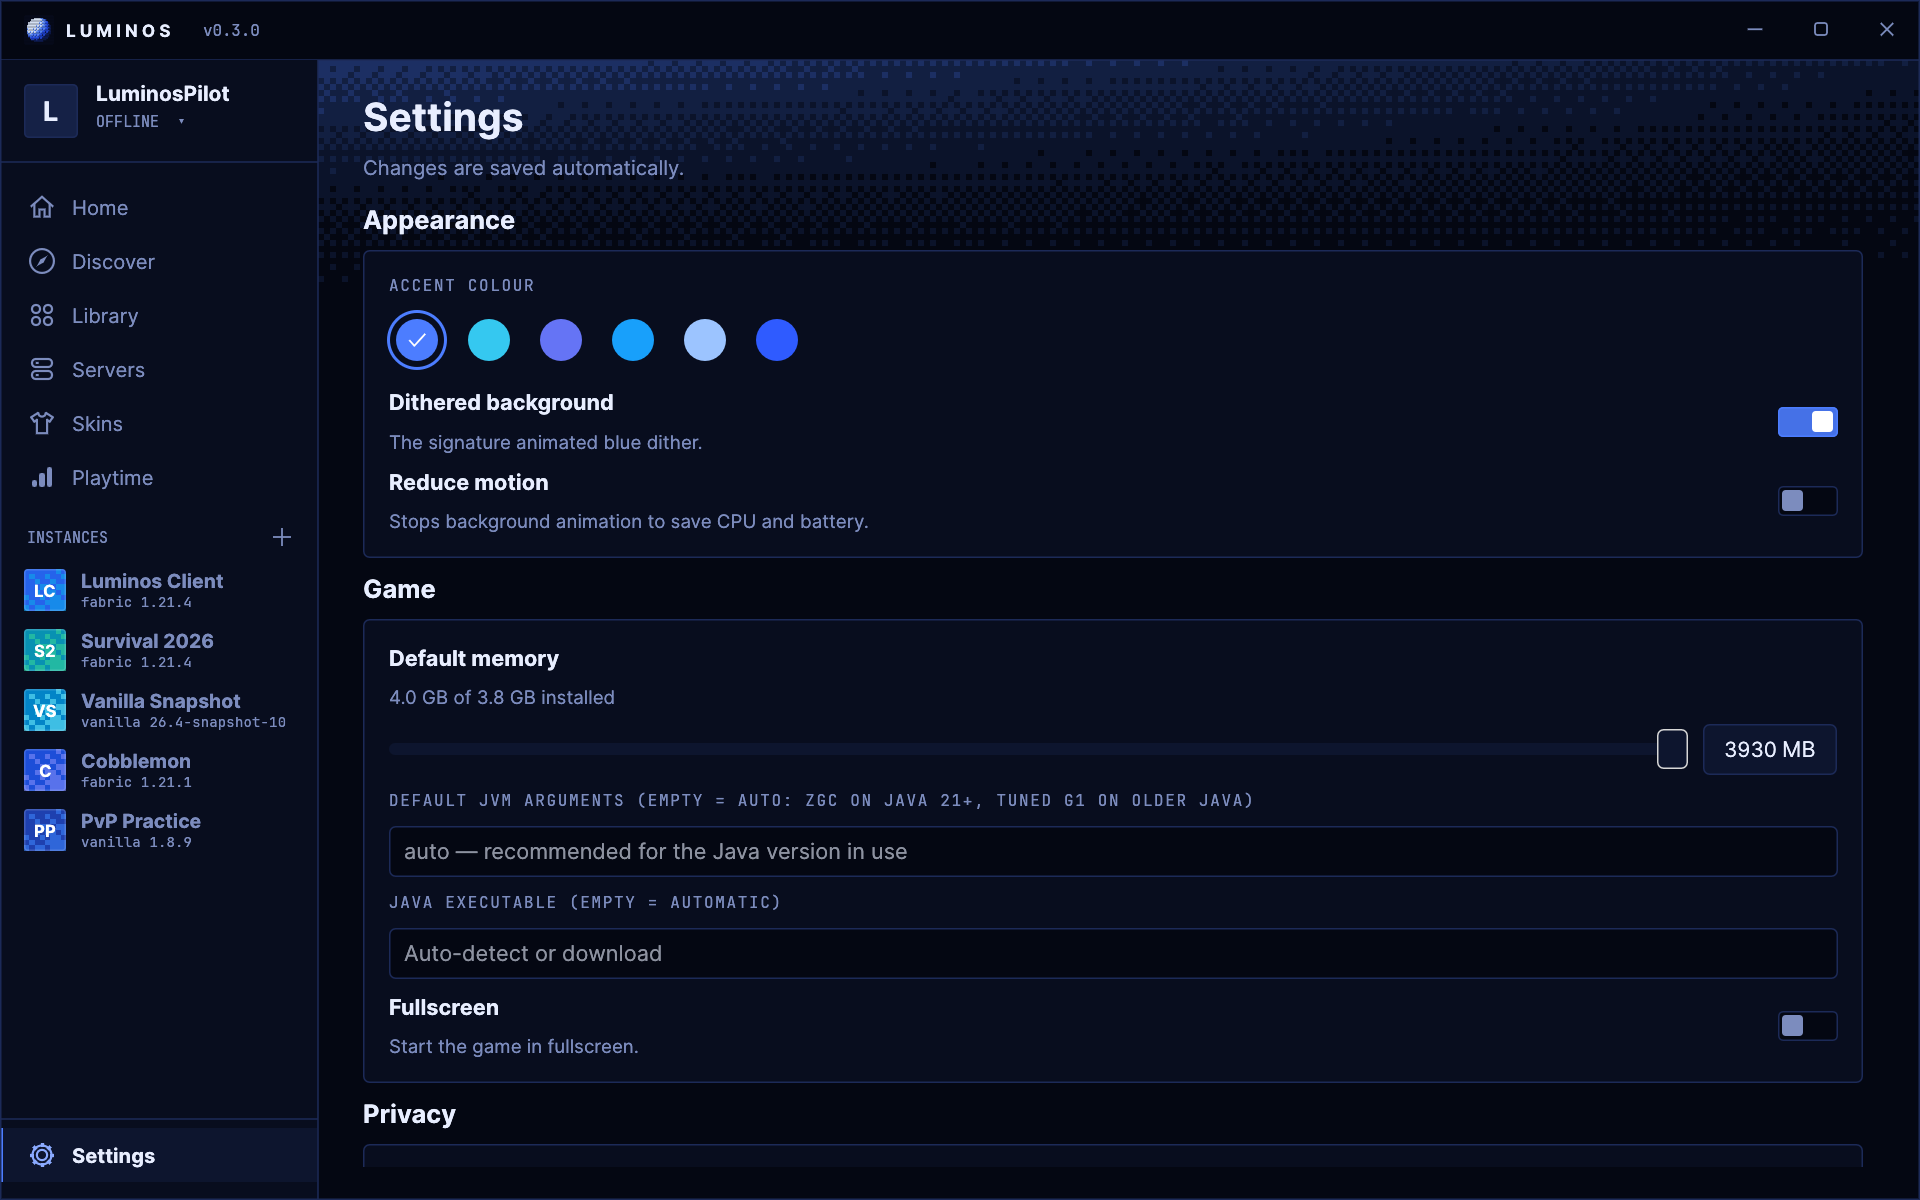 LUMINOS v0.3.0
L
LuminosPilot
OFFLINE
Home
Discover
Library
Servers
Skins
Playtime
INSTANCES
LC
Luminos Client
fabric 1.21.4
S2
Survival 2026
fabric 1.21.4
VS
Vanilla Snapshot
vanilla 26.4-snapshot-10
C
Cobblemon
fabric 1.21.1
PP
PvP Practice
vanilla 1.8.9
Settings
Settings
Changes are saved automatically.
Appearance
ACCENT COLOUR
Dithered background
The signature animated blue dither.
Reduce motion
Stops background animation to save CPU and battery.
Game
Default memory
4.0 GB of 3.8 GB installed
3930 MB
DEFAULT JVM ARGUMENTS (EMPTY = AUTO: ZGC ON JAVA 21+, TUNED G1 ON OLDER JAVA)
auto — recommended for the Java version in use
JAVA EXECUTABLE (EMPTY = AUTOMATIC)
Auto-detect or download
Fullscreen
Start the game in fullscreen.
Privacy